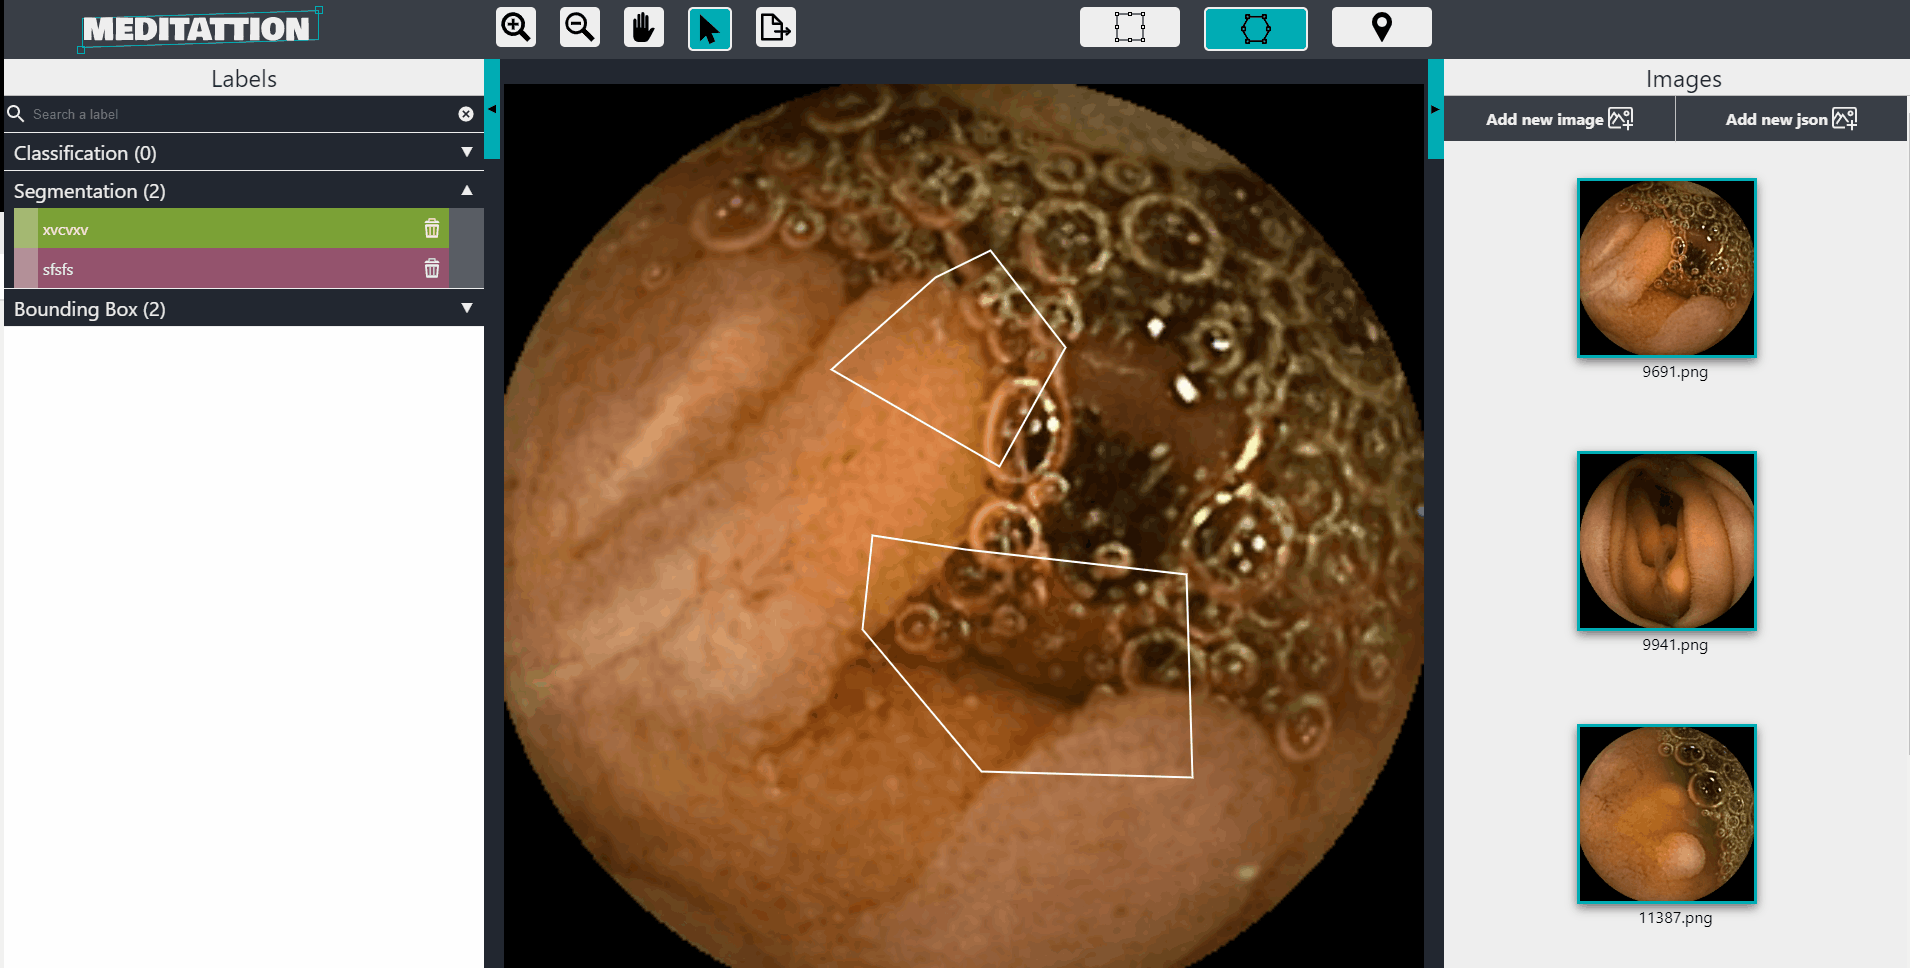 MEDITATTION
Labels
Search a label
Classification (0)
Segmentation (2)
xvcvxv
sfsfs
Bounding Box (2)
Images
Add new image
Add new json
9691.png
9941.png
11387.png